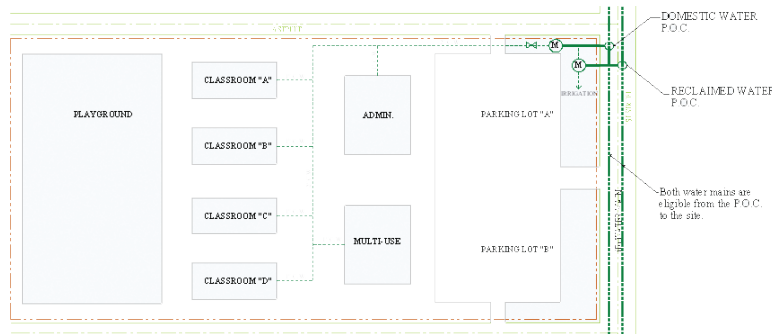 DOMESTIC WATER
P.O.C.
M
M
CLASSROOM "A"
RECLAIMED WATER
P.O.C.
IRRIGATION
PLAYGROUND
ADMIN.
PARKING LOT "A"
CLASSROOM "B"
Both water mains are
eligible from the P.O.C.
to the site.
CLASSROOM "C"
MULTI-USE
PARKING LOT "B"
CLASSROOM "D"